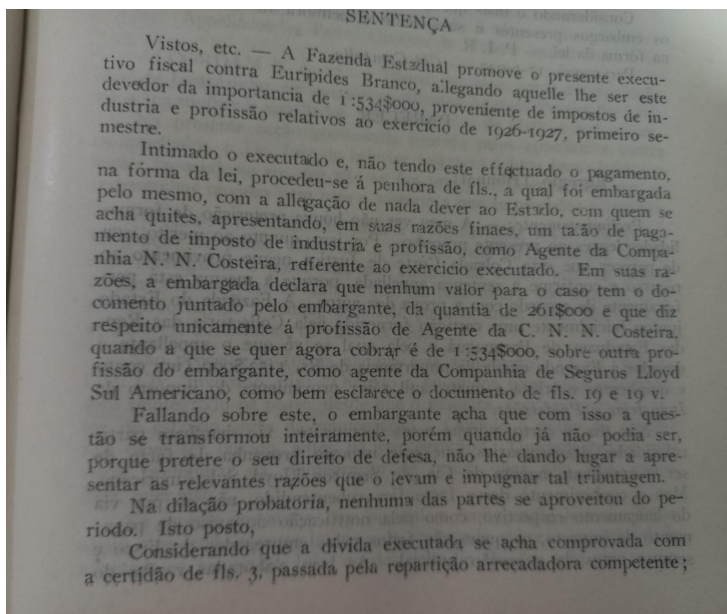 SENTENÇA
Vistos, etc. — A Fazenda Estadual promove o presente execu-
tivo fiscal contra Euripides Branco, allegando aquelle lhe ser este
devedor da importancia de 1:534$000, proveniente de impostos de in-
dustria e profissão relativos ao exercicio de 1926-1927, primeiro se-
mestre.
Intimado o executado e, não tendo este effectuado o pagamento,
na fórma da lei, procedeu-se á penhora de fls., a qual foi embargada
pelo mesmo, com a allegação de nada dever ao Estado, com quem se
acha quites, apresentando, em suas razões finaes, um talão de paga-
mento de imposto de industria e profissão, como Agente da Compa-
nhia N. N. Costeira, referente ao exercicio executado. Em suas ra-
zões, a embargada declara que nenhum valor para o caso tem o do-
comento juntado pelo embargante, da quantia de 261$000 e que diz
respeito unicamente á profissão de Agente da C. N. N. Costeira,
quando a que se quer agora cobrar é de 1:534$000, sobre outra pro-
fissão do embargante, como agente da Companhia de Seguros Lloyd
Sul Americano, como bem esclarece o documento de fls. 19 e 19 v.
Fallando sobre este, o embargante acha que com isso a ques-
tão se transformou inteiramente, porém quando já não podia ser,
porque pretere o seu direito de defesa, não lhe dando lugar a apre-
sentar as relevantes razões que o levam e impugnar tal tributagem.
Na dilação probatoria, nenhuma das partes se aproveitou do pe-
riodo. Isto posto,
Considerando que a divida executada se acha comprovada com
a certidão de fls. 3, passada pela repartição arrecadadora competente;